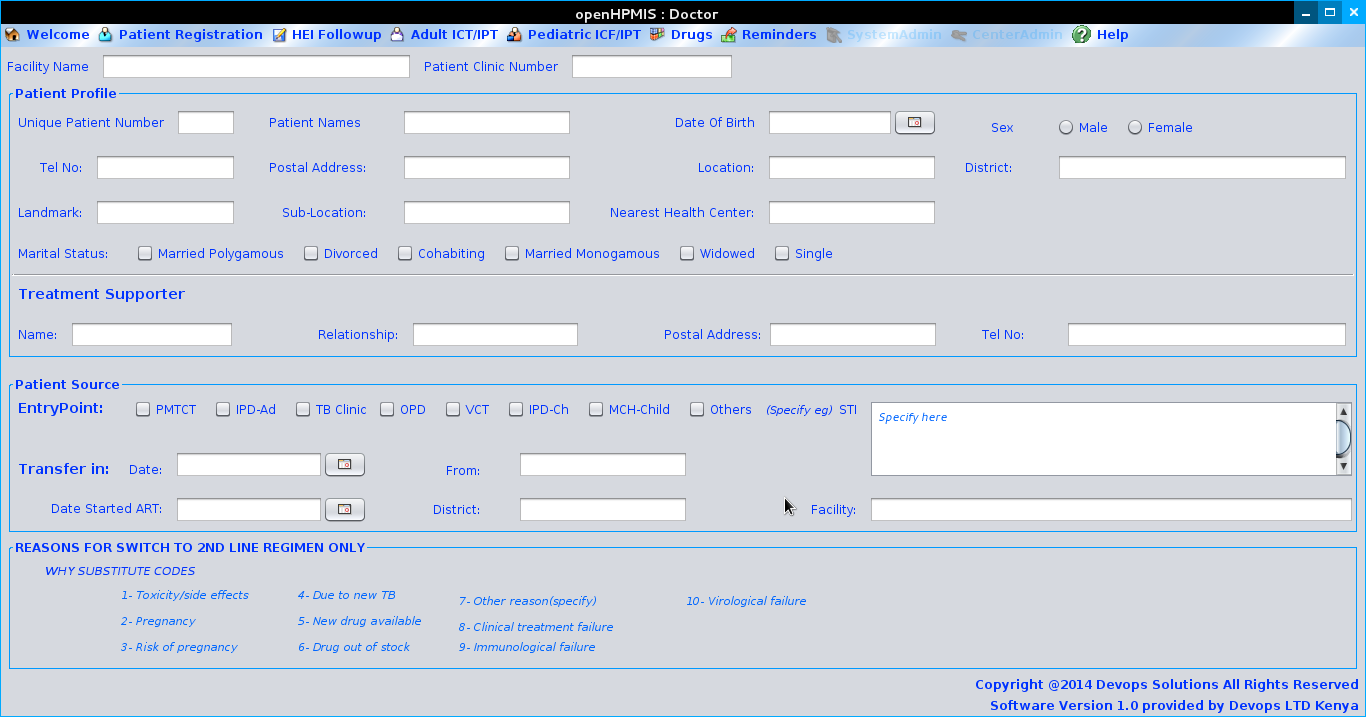 openHPMIS : Doctor
Welcome Patient Registration HEI Followup Adult ICT/IPT Pediatric ICF/IPT Drugs Reminders SystemAdmin CenterAdmin Help
Facility Name Patient Clinic Number
Patient Profile
Unique Patient Number Patient Names Date Of Birth Sex Male Female
Tel No: Postal Address: Location: District:
Landmark: Sub-Location: Nearest Health Center:
Marital Status: Married Polygamous Divorced Cohabiting Married Monogamous Widowed Single
Treatment Supporter
Name: Relationship: Postal Address: Tel No:
Patient Source
EntryPoint: PMTCT IPD-Ad TB Clinic OPD VCT IPD-Ch MCH-Child Others (Specify eg) STI Specify here
Transfer in: Date: From:
Date Started ART: District: Facility:
REASONS FOR SWITCH TO 2ND LINE REGIMEN ONLY
WHY SUBSTITUTE CODES
1- Toxicity/side effects 4- Due to new TB 7- Other reason(specify) 10- Virological failure
2- Pregnancy 5- New drug available 8- Clinical treatment failure
3- Risk of pregnancy 6- Drug out of stock 9- Immunological failure
Copyright @2014 Devops Solutions All Rights Reserved
Software Version 1.0 provided by Devops LTD Kenya